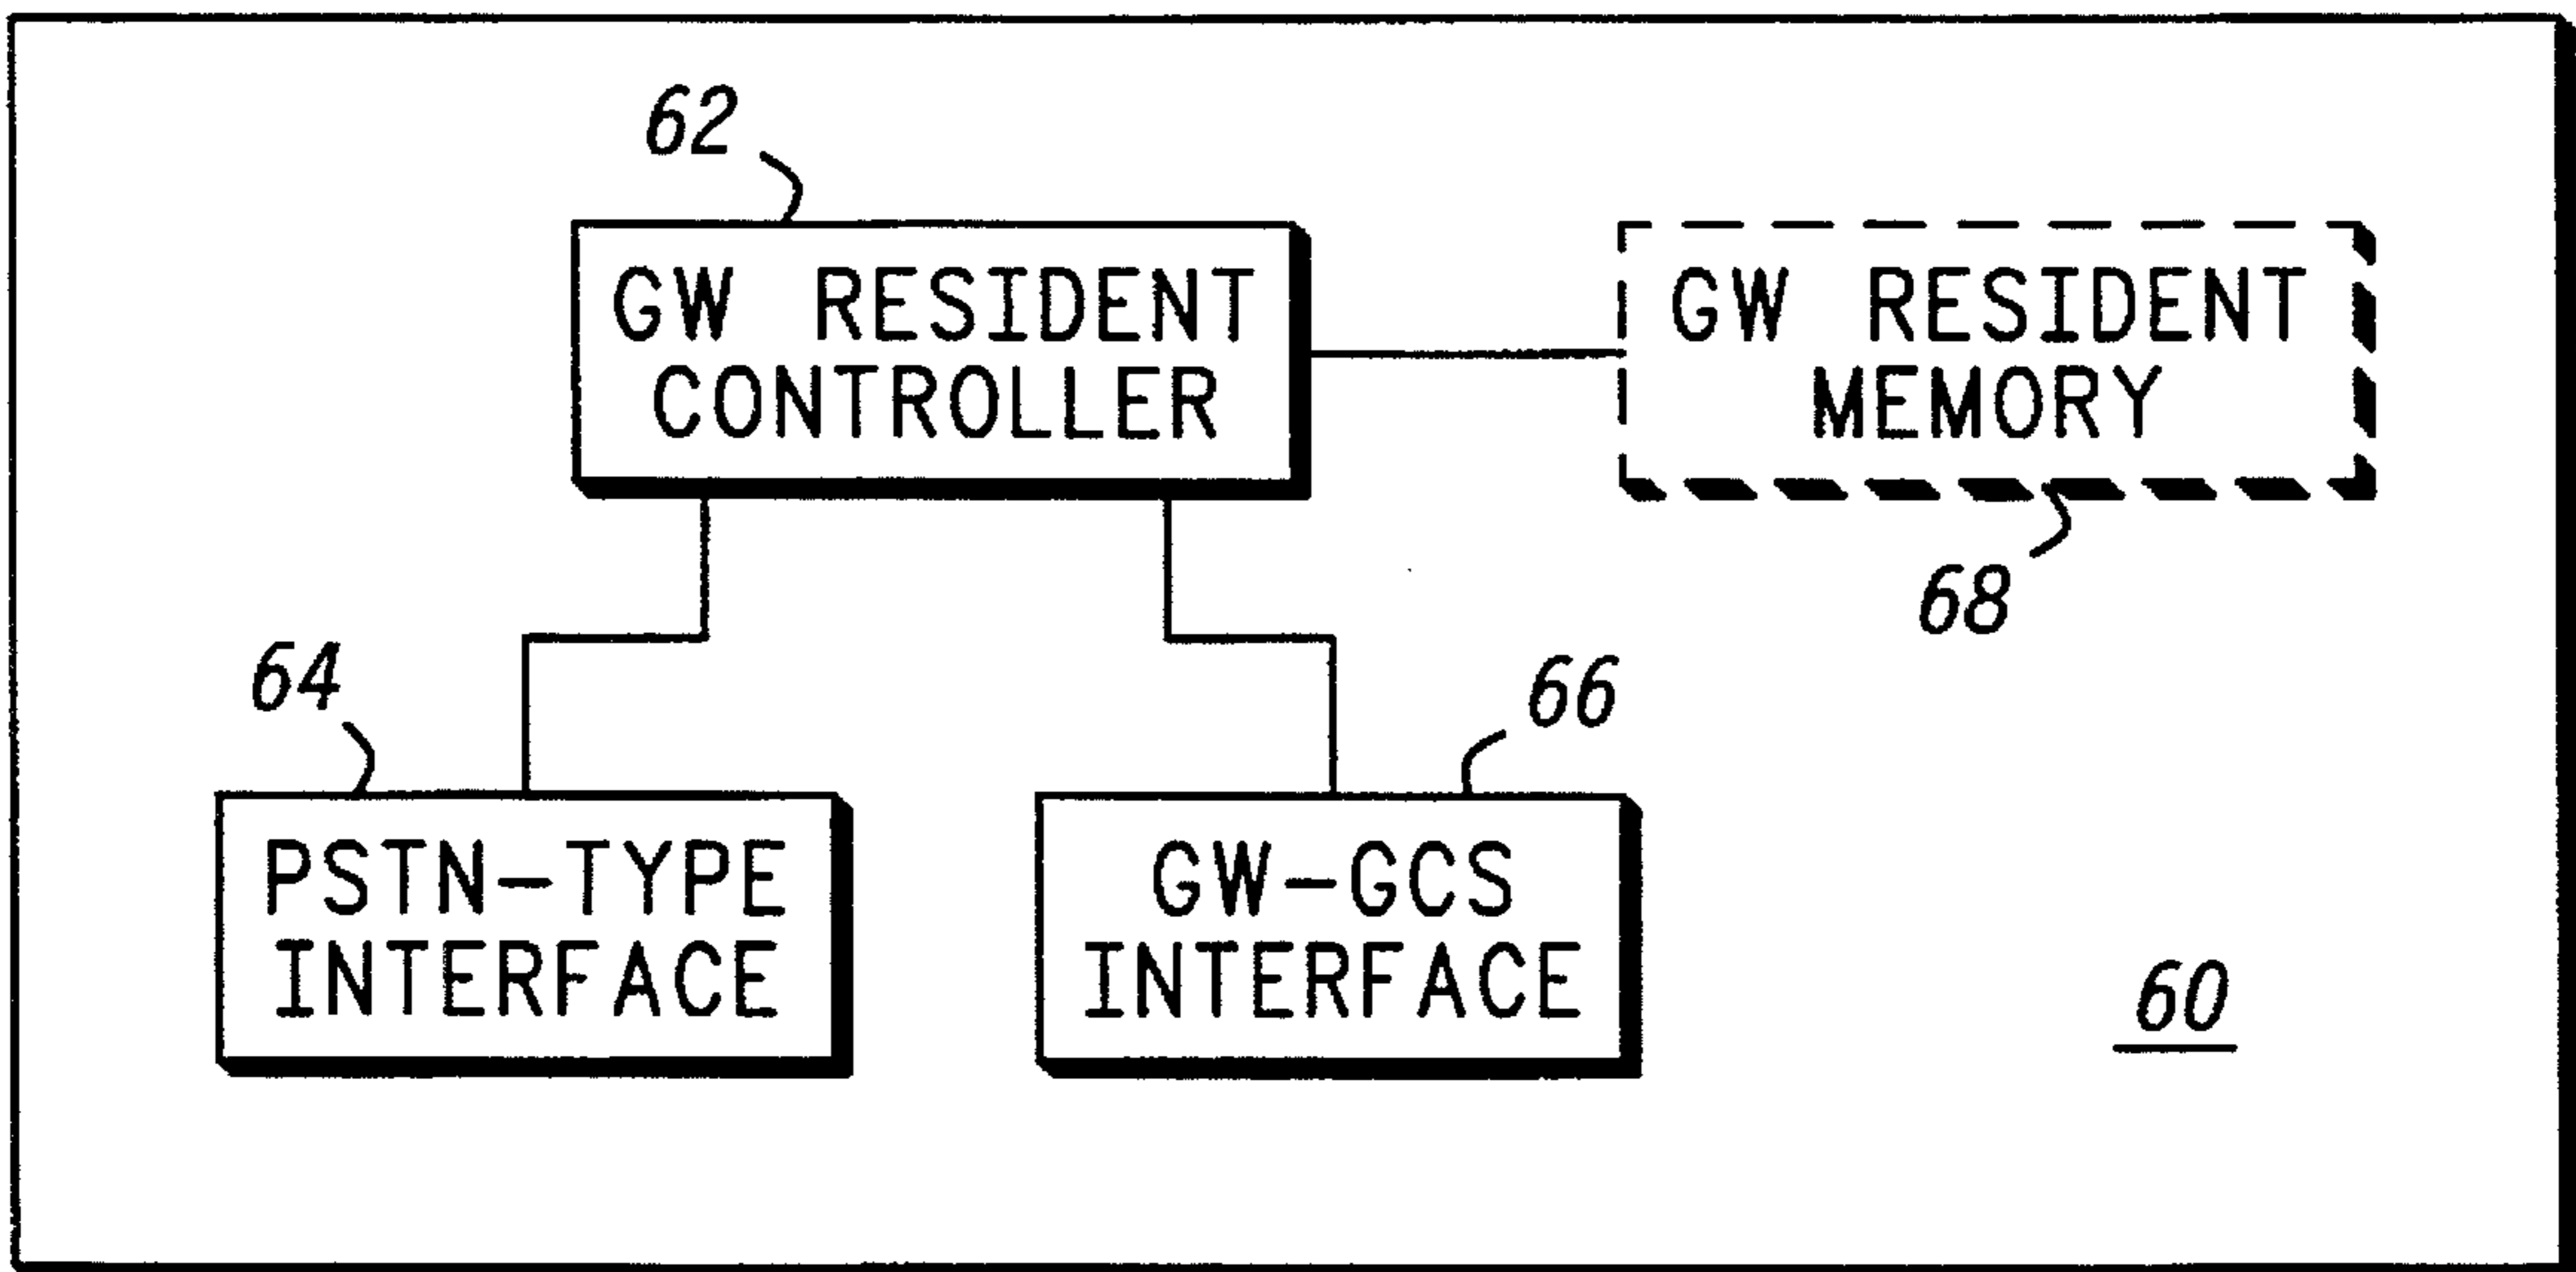 62
GW RESIDENT
CONTROLLER
GW RESIDENT
MEMORY
68
64
66
PSTN-TYPE
INTERFACE
GW-GCS
INTERFACE
60